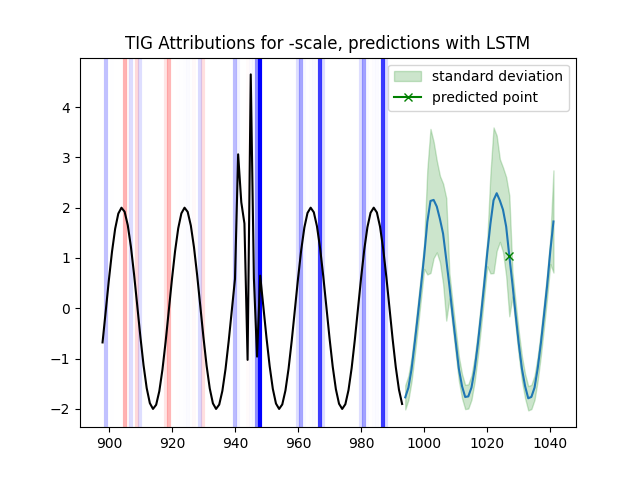 TIG Attributions for -scale, predictions with LSTM
standard deviation
predicted point
4
3
2
1
0
−1
−2
900 920 940 960 980 1000 1020 1040